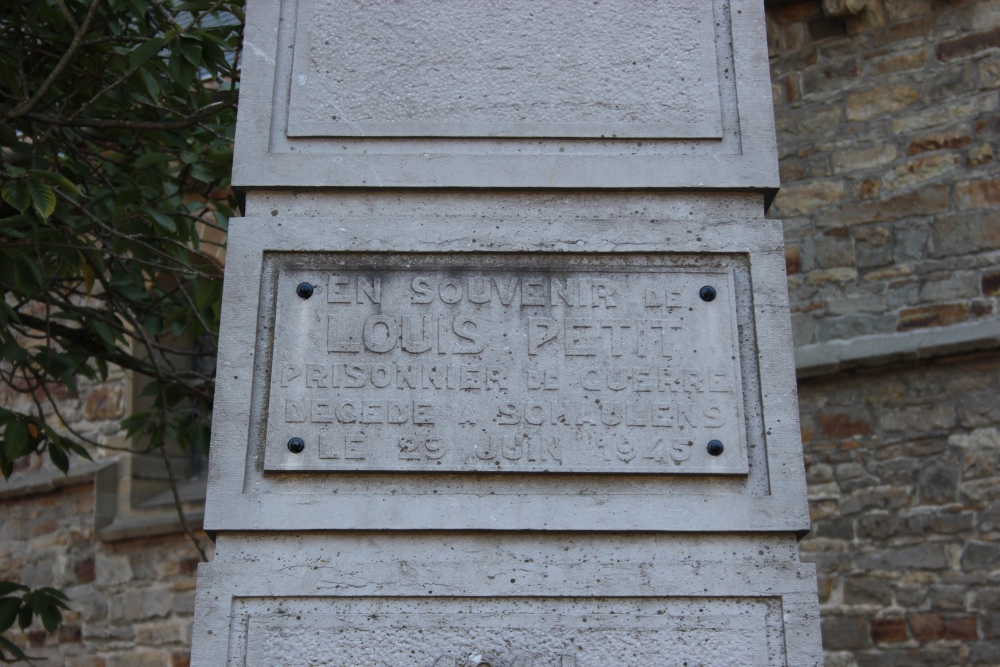 EN SOUVENIR DE
LOUIS PETIT
PRISONNIER DE GUERRE
DECEDE A SCHAULENS
LE 29 JUIN 1945